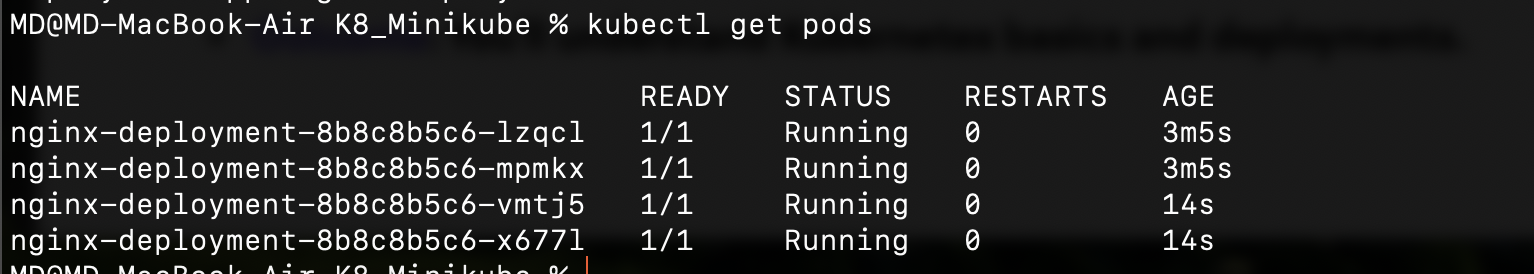 MD@MD-MacBook-Air K8_Minikube % kubectl get pods
NAME READY STATUS RESTARTS AGE
nginx-deployment-8b8c8b5c6-lzqcl 1/1 Running 0 3m5s
nginx-deployment-8b8c8b5c6-mpmkx 1/1 Running 0 3m5s
nginx-deployment-8b8c8b5c6-vmtj5 1/1 Running 0 14s
nginx-deployment-8b8c8b5c6-x677l 1/1 Running 0 14s
MD@MD-MacBook-Air K8_Minikube %